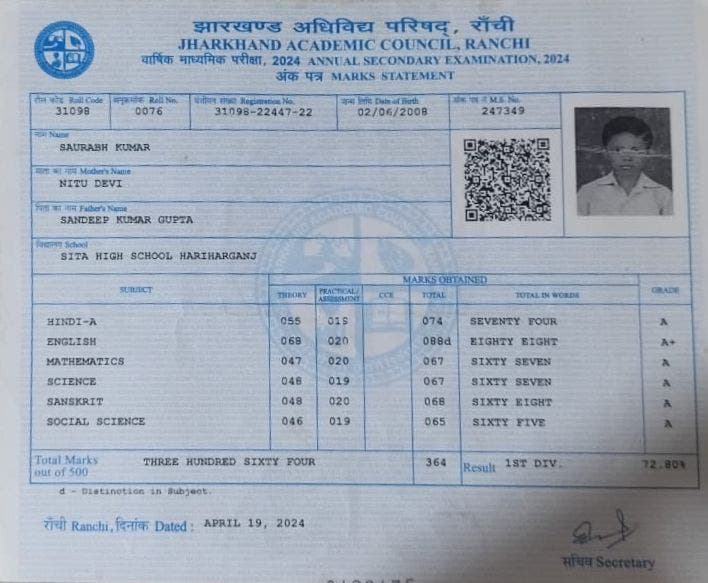 झारखण्ड अधिविद्य परिषद्, राँची
JHARKHAND ACADEMIC COUNCIL, RANCHI
वार्षिक माध्यमिक परीक्षा, 2024 ANNUAL SECONDARY EXAMINATION, 2024
अंक पत्र MARKS STATEMENT
रौल कोड Roll Code अनुक्रमांक Roll No. पंजीयन संख्या Registration No. जन्म तिथि Date of Birth अंक पत्र सं M.S. No.
31098 0076 31098-22447-22 02/06/2008 247349
नाम Name
SAURABH KUMAR
माता का नाम Mother's Name
NITU DEVI
पिता का नाम Father's Name
SANDEEP KUMAR GUPTA
विद्यालय School
SITA HIGH SCHOOL HARIHARGANJ
SUBJECT MARKS OBTAINED GRADE
THEORY PRACTICAL/ ASSESSMENT CCE TOTAL TOTAL IN WORDS
HINDI-A 055 019 074 SEVENTY FOUR A
ENGLISH 068 020 088d EIGHTY EIGHT A+
MATHEMATICS 047 020 067 SIXTY SEVEN A
SCIENCE 048 019 067 SIXTY SEVEN A
SANSKRIT 048 020 068 SIXTY EIGHT A
SOCIAL SCIENCE 046 019 065 SIXTY FIVE A
Total Marks out of 500 THREE HUNDRED SIXTY FOUR 364 Result 1ST DIV. 72.80%
d - Distinction in Subject.
राँची Ranchi, दिनांक Dated : APRIL 19, 2024
सचिव Secretary